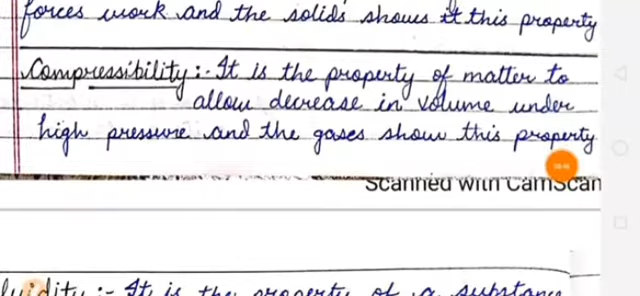 forces work and the solids shows it this property
Compressibility :- It is the property of matter to
allow decrease in volume under
high pressure and the gases show this property
Scanned with CamScan
luidity :- It is the property of a substance